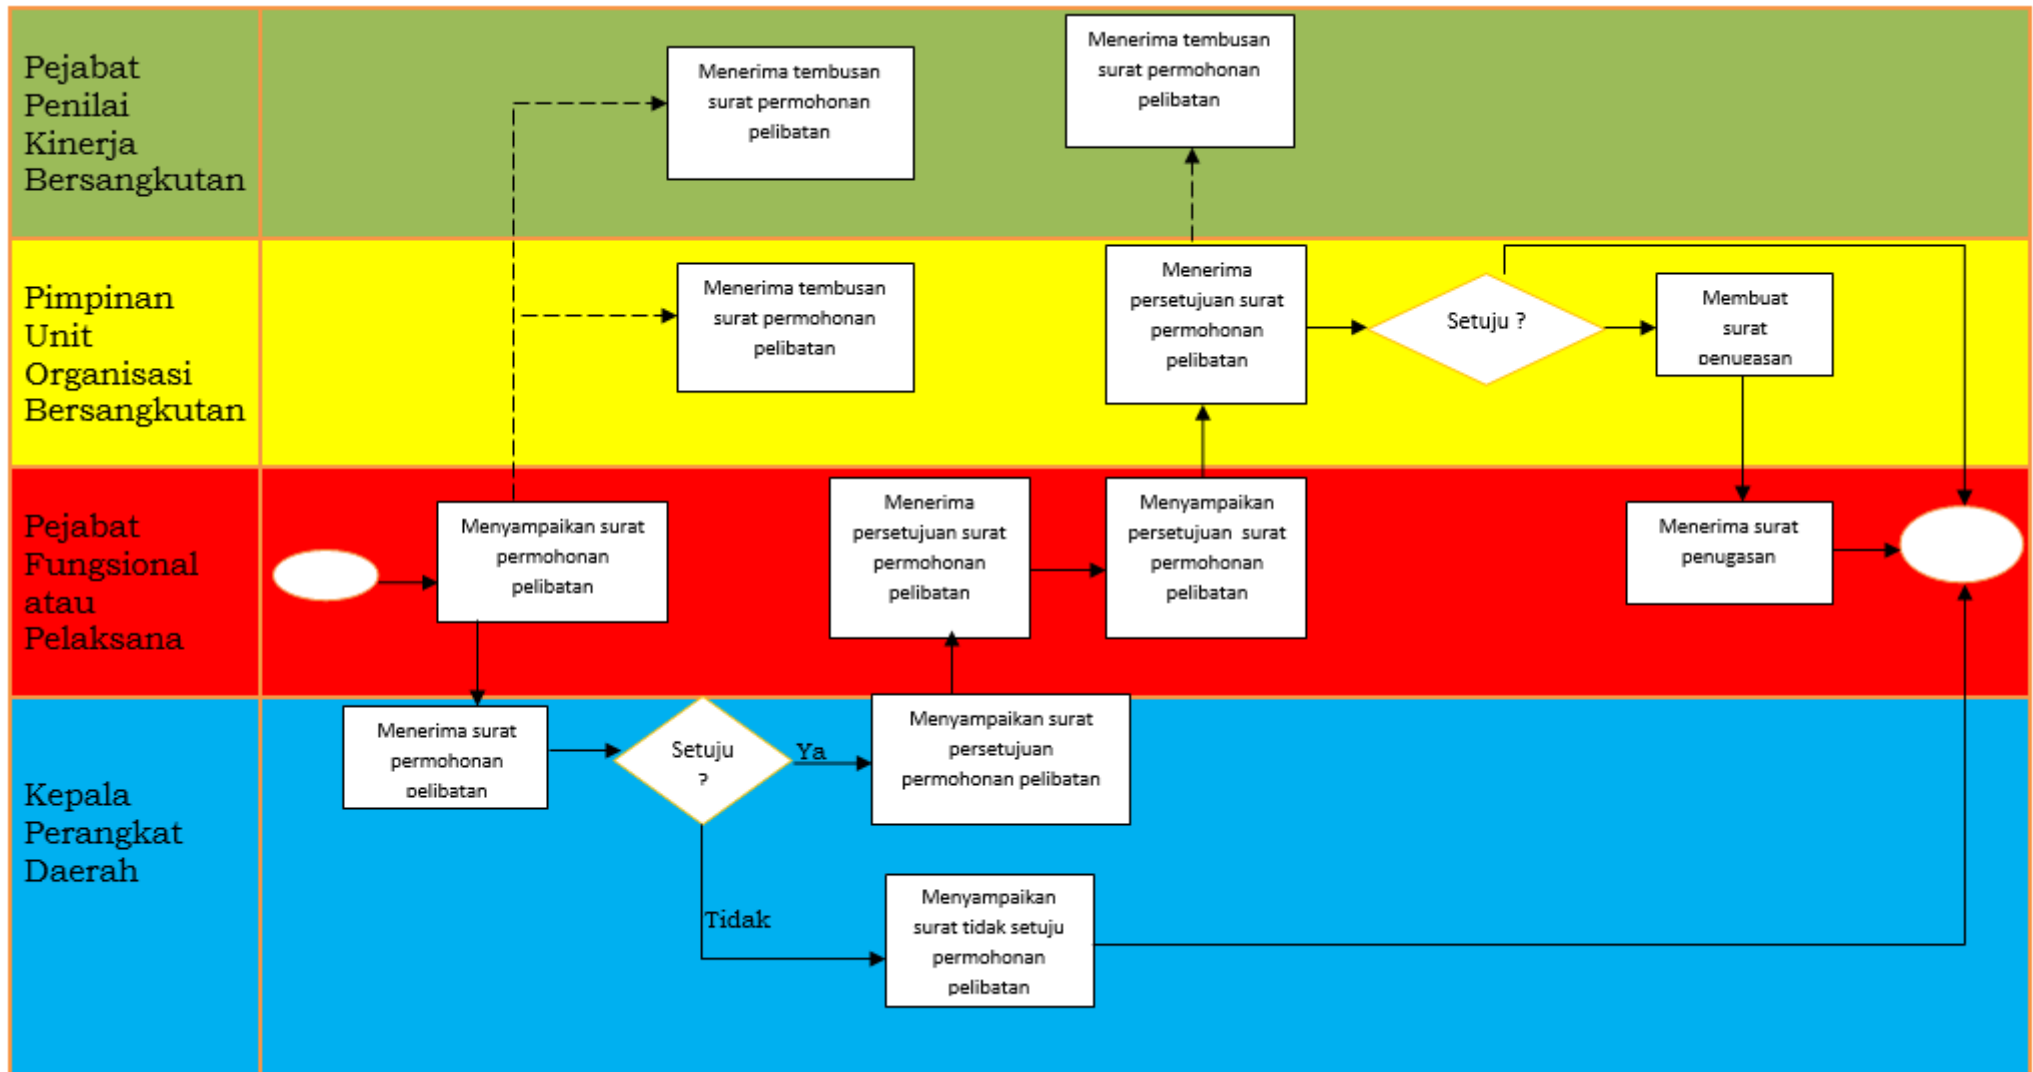 Pejabat
Penilai
Kinerja
Bersangkutan
Menerima tembusan
surat permohonan
pelibatan
Menerima tembusan
surat permohonan
pelibatan
Pimpinan
Unit
Organisasi
Bersangkutan
Menerima tembusan
surat permohonan
pelibatan
Menerima
persetujuan surat
permohonan
pelibatan
Setuju ?
Membuat
surat
penugasan
Pejabat
Fungsional
atau
Pelaksana
Menyampaikan surat
permohonan
pelibatan
Menerima
persetujuan surat
permohonan
pelibatan
Menyampaikan
persetujuan surat
permohonan
pelibatan
Menerima surat
penugasan
Kepala
Perangkat
Daerah
Menerima surat
permohonan
pelibatan
Setuju
?
Ya
Menyampaikan surat
persetujuan
permohonan pelibatan
Tidak
Menyampaikan
surat tidak setuju
permohonan
pelibatan